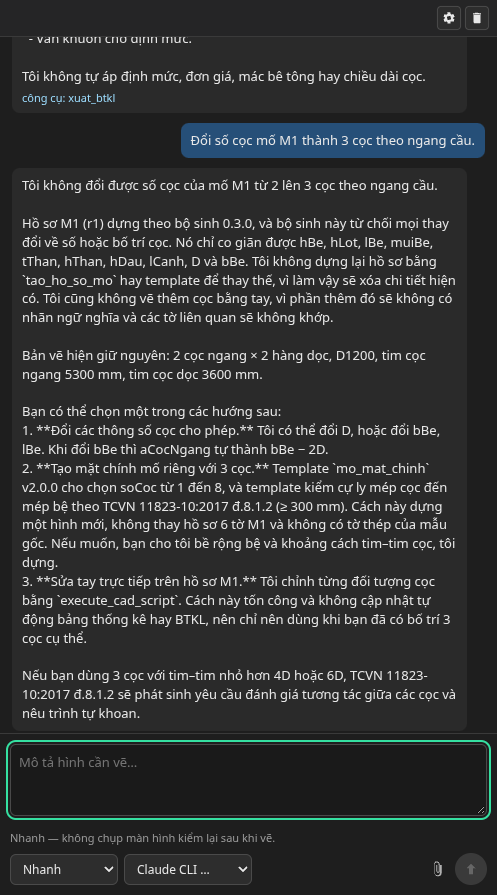 - Ván khuôn cho định mức.
Tôi không tự áp định mức, đơn giá, mác bê tông hay chiều dài cọc.
công cụ: xuat_btkl
Đổi số cọc mố M1 thành 3 cọc theo ngang cầu.
Tôi không đổi được số cọc của mố M1 từ 2 lên 3 cọc theo ngang cầu.
Hồ sơ M1 (r1) dựng theo bộ sinh 0.3.0, và bộ sinh này từ chối mọi thay
đổi về số hoặc bố trí cọc. Nó chỉ co giãn được hBe, hLot, lBe, muiBe,
tThan, hThan, hDau, lCanh, D và bBe. Tôi không dựng lại hồ sơ bằng
`tao_ho_so_mo` hay template để thay thế, vì làm vậy sẽ xóa chi tiết hiện
có. Tôi cũng không vẽ thêm cọc bằng tay, vì phần thêm đó sẽ không có
nhãn ngữ nghĩa và các tờ liên quan sẽ không khớp.
Bản vẽ hiện giữ nguyên: 2 cọc ngang × 2 hàng dọc, D1200, tim cọc
ngang 5300 mm, tim cọc dọc 3600 mm.
Bạn có thể chọn một trong các hướng sau:
1. **Đổi các thông số cọc cho phép.** Tôi có thể đổi D, hoặc đổi bBe,
lBe. Khi đổi bBe thì aCocNgang tự thành bBe − 2D.
2. **Tạo mặt chính mố riêng với 3 cọc.** Template `mo_mat_chinh`
v2.0.0 cho chọn soCoc từ 1 đến 8, và template kiểm cự ly mép cọc đến
mép bệ theo TCVN 11823-10:2017 đ.8.1.2 (≥ 300 mm). Cách này dựng
một hình mới, không thay hồ sơ 6 tờ M1 và không có tờ thép của mẫu
gốc. Nếu muốn, bạn cho tôi bề rộng bệ và khoảng cách tim–tim cọc, tôi
dựng.
3. **Sửa tay trực tiếp trên hồ sơ M1.** Tôi chỉnh từng đối tượng cọc
bằng `execute_cad_script`. Cách này tốn công và không cập nhật tự
động bảng thống kê hay BTKL, nên chỉ nên dùng khi bạn đã có bố trí 3
cọc cụ thể.
Nếu bạn dùng 3 cọc với tim–tim nhỏ hơn 4D hoặc 6D, TCVN 11823-
10:2017 đ.8.1.2 sẽ phát sinh yêu cầu đánh giá tương tác giữa các cọc và
nêu trình tự khoan.
Mô tả hình cần vẽ...
Nhanh — không chụp màn hình kiểm lại sau khi vẽ.
Nhanh
Claude CLI ...